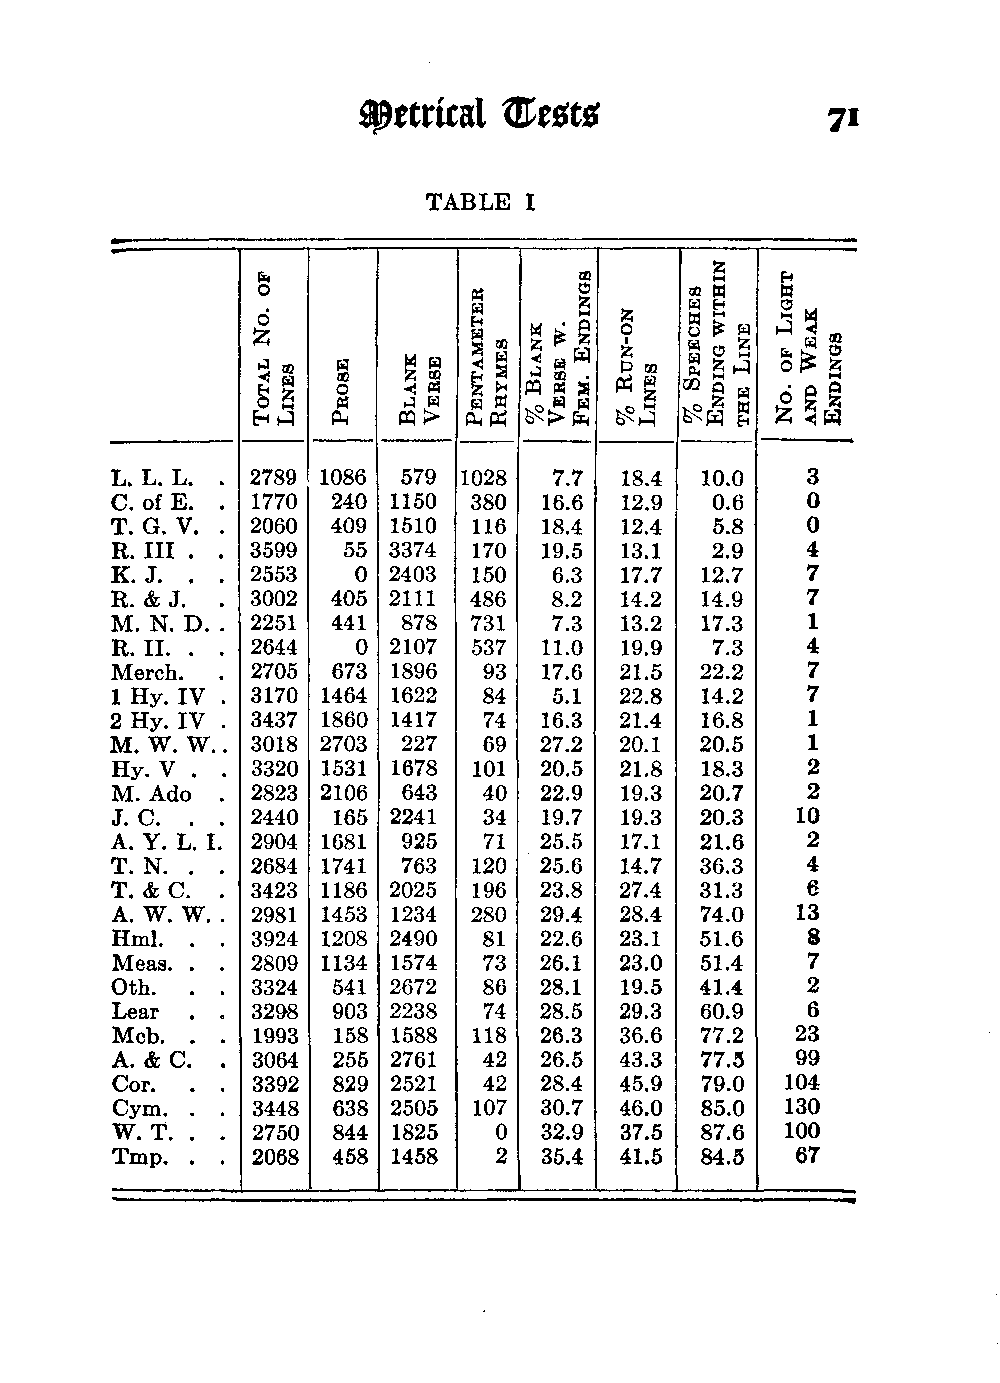 Metrical Tests 71
TABLE I
TOTAL NO. OF LINES | PROSE | BLANK VERSE | PENTAMETER RHYMES | % BLANK VERSE W. FEM. ENDINGS | % RUN-ON LINES | % SPEECHES ENDING WITHIN THE LINE | NO. OF LIGHT AND WEAK ENDINGS
L. L. L. . 2789 1086 579 1028 7.7 18.4 10.0 3
C. of E. . 1770 240 1150 380 16.6 12.9 0.6 0
T. G. V. . 2060 409 1510 116 18.4 12.4 5.8 0
R. III . . 3599 55 3374 170 19.5 13.1 2.9 4
K. J. . . 2553 0 2403 150 6.3 17.7 12.7 7
R. & J. . 3002 405 2111 486 8.2 14.2 14.9 7
M. N. D. . 2251 441 878 731 7.3 13.2 17.3 1
R. II. . . 2644 0 2107 537 11.0 19.9 7.3 4
Merch. . 2705 673 1896 93 17.6 21.5 22.2 7
1 Hy. IV . 3170 1464 1622 84 5.1 22.8 14.2 7
2 Hy. IV . 3437 1860 1417 74 16.3 21.4 16.8 1
M. W. W. . 3018 2703 227 69 27.2 20.1 20.5 1
Hy. V . . 3320 1531 1678 101 20.5 21.8 18.3 2
M. Ado . 2823 2106 643 40 22.9 19.3 20.7 2
J. C. . . 2440 165 2241 34 19.7 19.3 20.3 10
A. Y. L. I. 2904 1681 925 71 25.5 17.1 21.6 2
T. N. . . 2684 1741 763 120 25.6 14.7 36.3 4
T. & C. . 3423 1186 2025 196 23.8 27.4 31.3 6
A. W. W. . 2981 1453 1234 280 29.4 28.4 74.0 13
Hml. . . 3924 1208 2490 81 22.6 23.1 51.6 8
Meas. . . 2809 1134 1574 73 26.1 23.0 51.4 7
Oth. . . 3324 541 2672 86 28.1 19.5 41.4 2
Lear . . 3298 903 2238 74 28.5 29.3 60.9 6
Mcb. . . 1993 158 1588 118 26.3 36.6 77.2 23
A. & C. . 3064 255 2761 42 26.5 43.3 77.5 99
Cor. . . 3392 829 2521 42 28.4 45.9 79.0 104
Cym. . . 3448 638 2505 107 30.7 46.0 85.0 130
W. T. . . 2750 844 1825 0 32.9 37.5 87.6 100
Tmp. . . 2068 458 1458 2 35.4 41.5 84.5 67